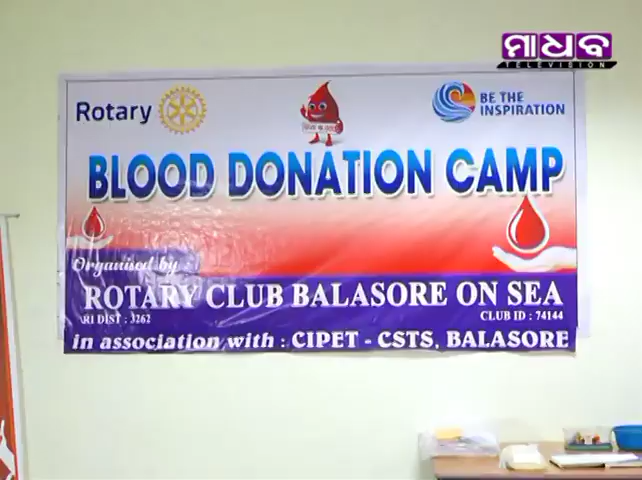 ମାଧବ
TELEVISION
Rotary
BE THE
INSPIRATION
BLOOD DONATION CAMP
Organised by :
ROTARY CLUB BALASORE ON SEA
RI DIST : 3262
CLUB ID : 74144
in association with : CIPET - CSTS, BALASORE